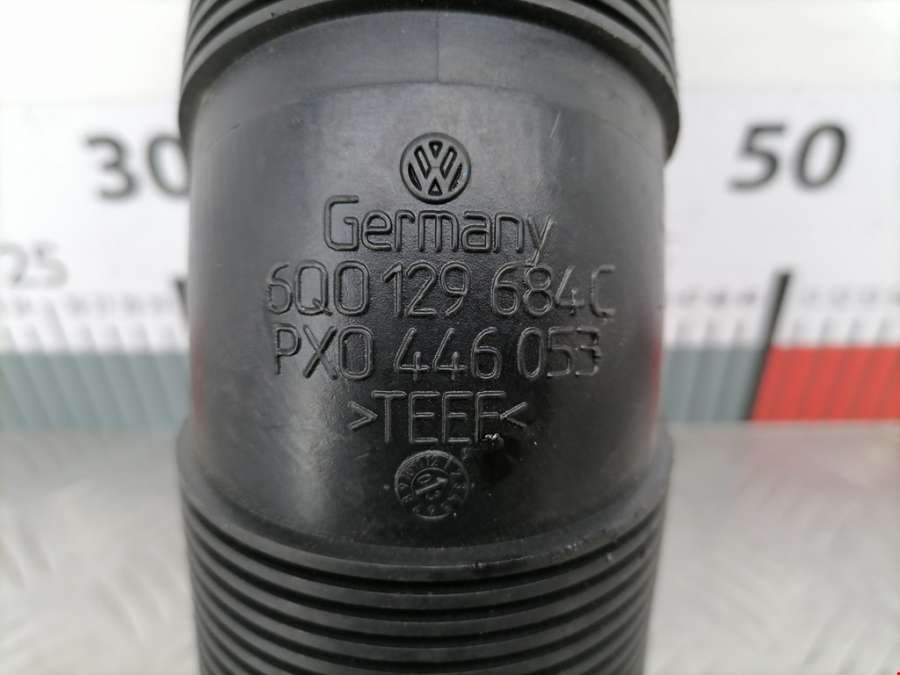 30
50
25
Germany
6Q0 129 684C
PX0 446 053
>TEEE<